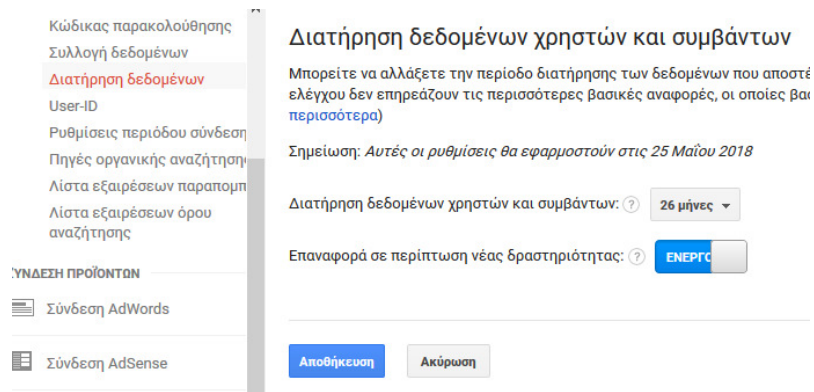 Κώδικας παρακολούθησης
Συλλογή δεδομένων
Διατήρηση δεδομένων
User-ID
Ρυθμίσεις περιόδου σύνδεση
Πηγές οργανικής αναζήτηση
Λίστα εξαιρέσεων παραπομπ
Λίστα εξαιρέσεων όρου
αναζήτησης
ΎΝΔΕΣΗ ΠΡΟΪΌΝΤΩΝ
Σύνδεση AdWords
Σύνδεση AdSense
Διατήρηση δεδομένων χρηστών και συμβάντων
Μπορείτε να αλλάξετε την περίοδο διατήρησης των δεδομένων που αποστέ
ελέγχου δεν επηρεάζουν τις περισσότερες βασικές αναφορές, οι οποίες βασ
περισσότερα)
Σημείωση: Αυτές οι ρυθμίσεις θα εφαρμοστούν στις 25 Μαΐου 2018
Διατήρηση δεδομένων χρηστών και συμβάντων: ? 26 μήνες
Επαναφορά σε περίπτωση νέας δραστηριότητας: ? ΕΝΕΡΓΟ
Αποθήκευση Ακύρωση